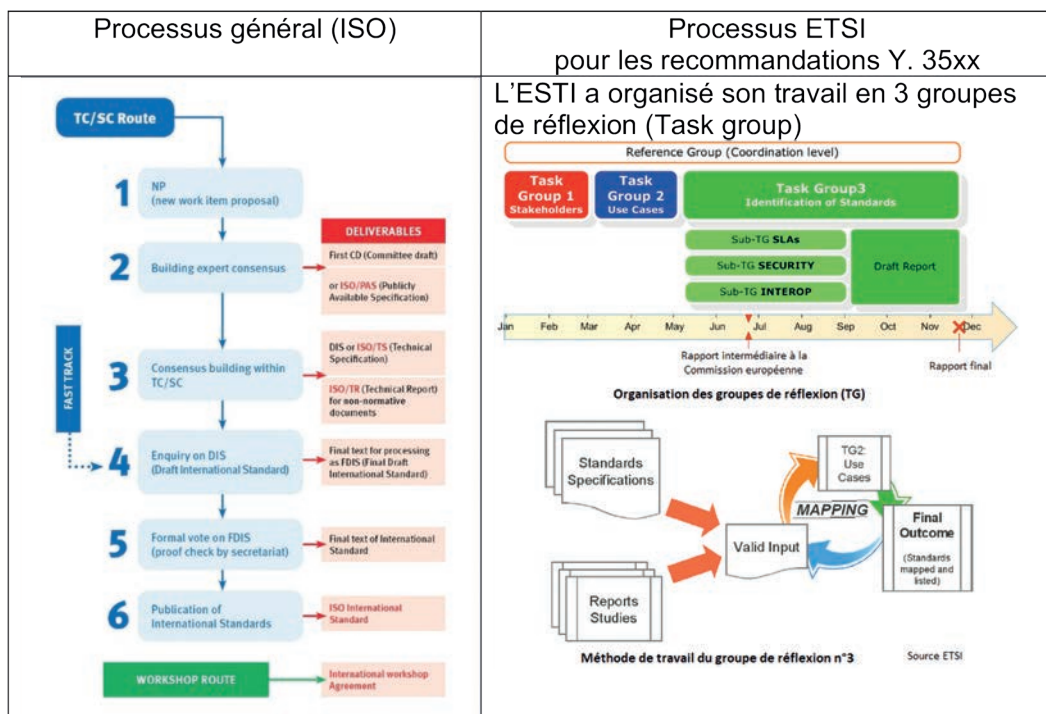 Processus général (ISO)
Processus ETSI
pour les recommandations Y. 35xx
TC/SC Route
1
NP
(new work item proposal)
2
Building expert consensus
DELIVERABLES
First CD (Committee draft)
or ISO/PAS (Publicly
Available Specification)
FAST TRACK
3
Consensus building within
TC/SC
DIS or ISO/TS (Technical
Specification)
ISO/TR (Technical Report)
for non-normative
documents
4
Enquiry on DIS
(Draft International Standard)
Final text for processing
as FDIS (Final Draft
International Standard)
5
Formal vote on FDIS
(proof check by secretariat)
Final text of International
Standard
6
Publication of
International Standards
ISO International
Standard
WORKSHOP ROUTE
International workshop
Agreement
L'ESTI a organisé son travail en 3 groupes
de réflexion (Task group)
Reference Group (Coordination level)
Task
Group 1
Stakeholders
Task
Group 2
Use Cases
Task Group3
Identification of Standards
Sub-TG SLAs
Sub-TG SECURITY
Sub-TG INTEROP
Draft Report
Jan Feb Mar Apr May Jun Jul Aug Sep Oct Nov Dec
Rapport intermédiaire à la
Commission européenne
Rapport final
Organisation des groupes de réflexion (TG)
Standards
Specifications
Reports
Studies
Valid Input
MAPPING
TG2:
Use
Cases
Final
Outcome
(Standards
mapped and
listed)
Méthode de travail du groupe de réflexion n°3
Source ETSI